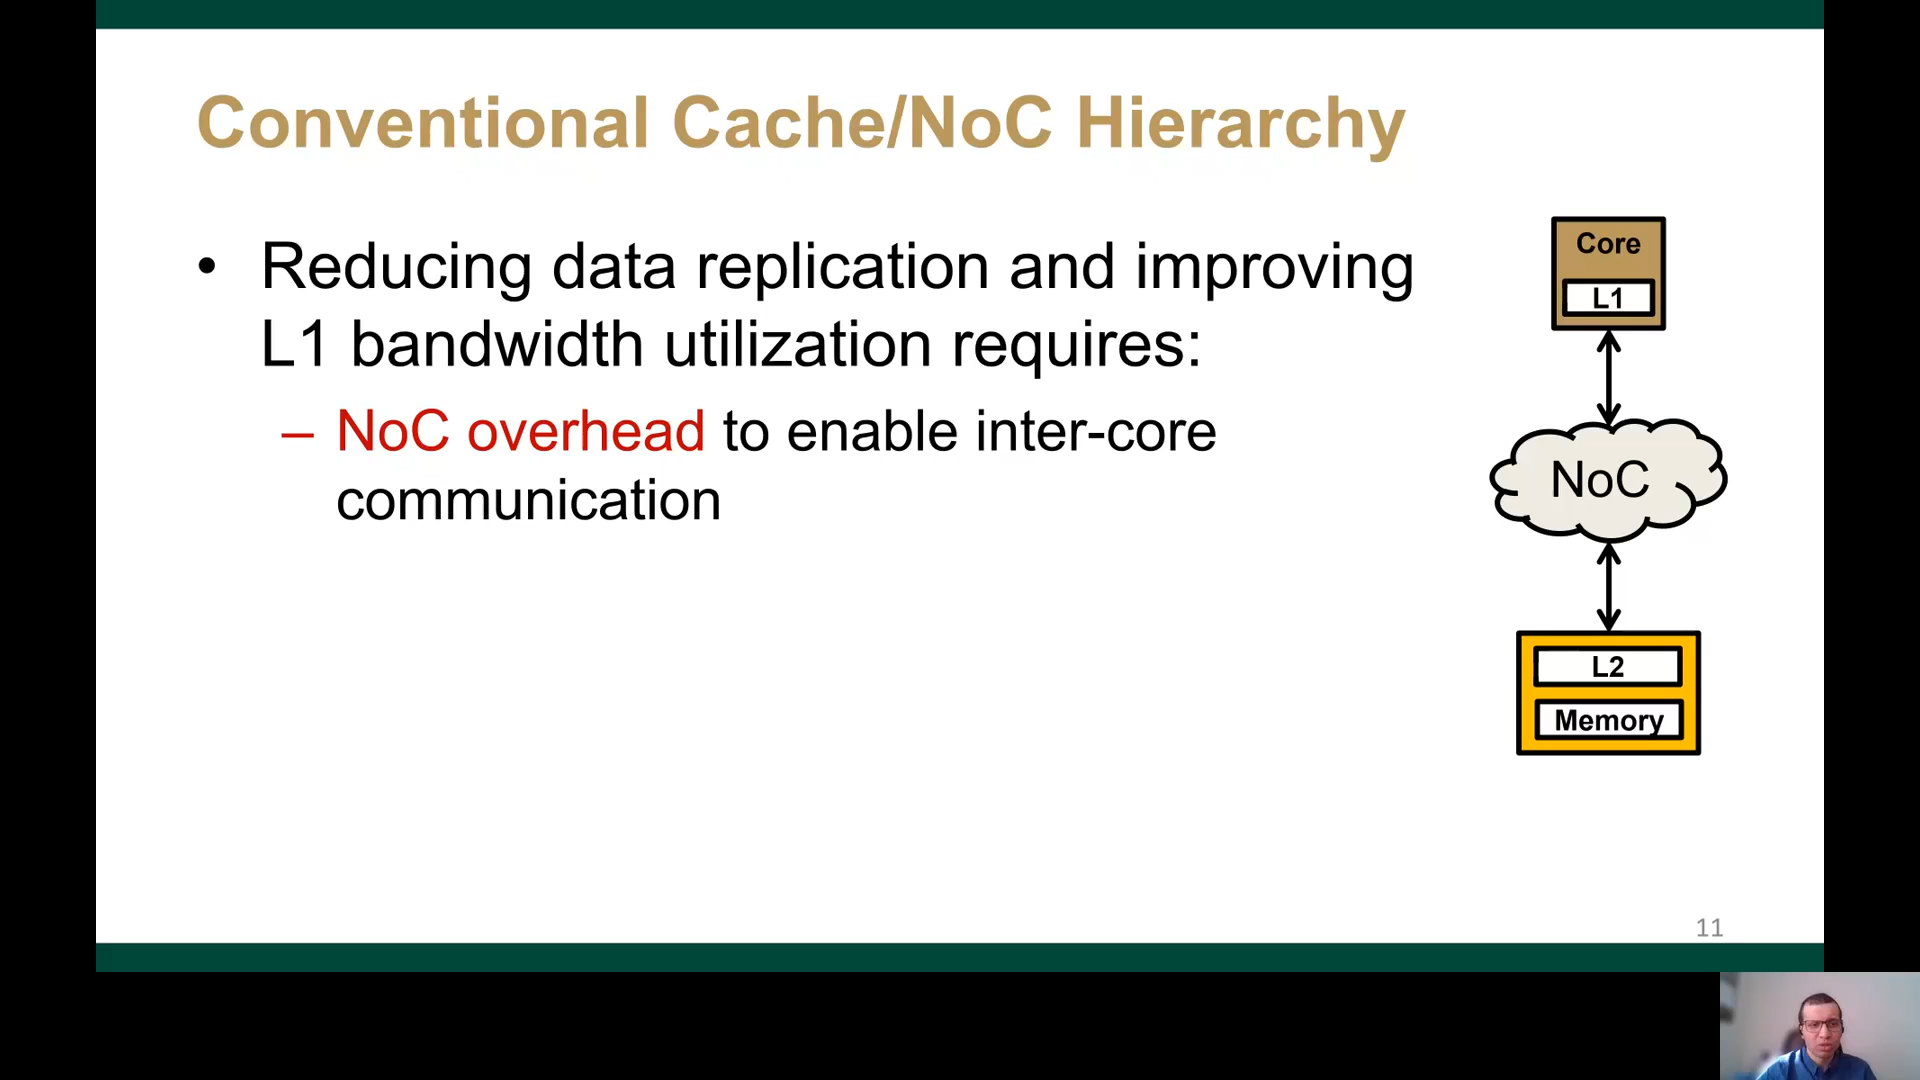 Conventional Cache/NoC Hierarchy
• Reducing data replication and improving
L1 bandwidth utilization requires:
– NoC overhead to enable inter-core
communication
Core
L1
NoC
L2
Memory
11